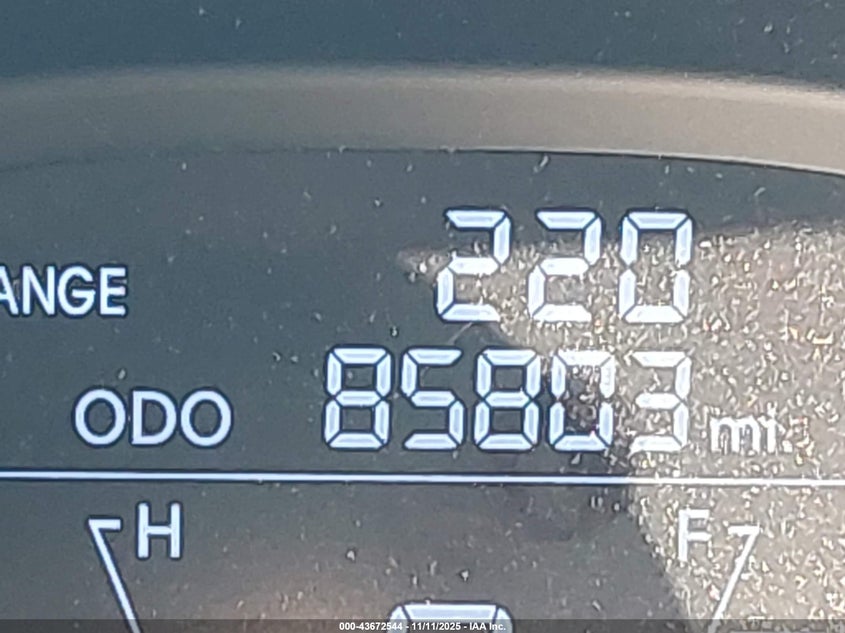 220
ANGE
ODO 85803 mi.
H F
000-43672544 - 11/11/2025 - IAA Inc.